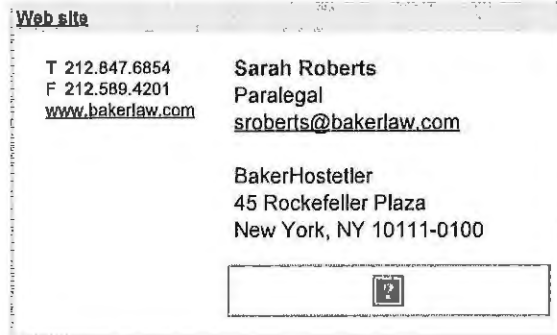 Web site
T 212.847.6854
F 212.589.4201
www.bakerlaw.com
Sarah Roberts
Paralegal
sroberts@bakerlaw.com
BakerHostetler
45 Rockefeller Plaza
New York, NY 10111-0100
?